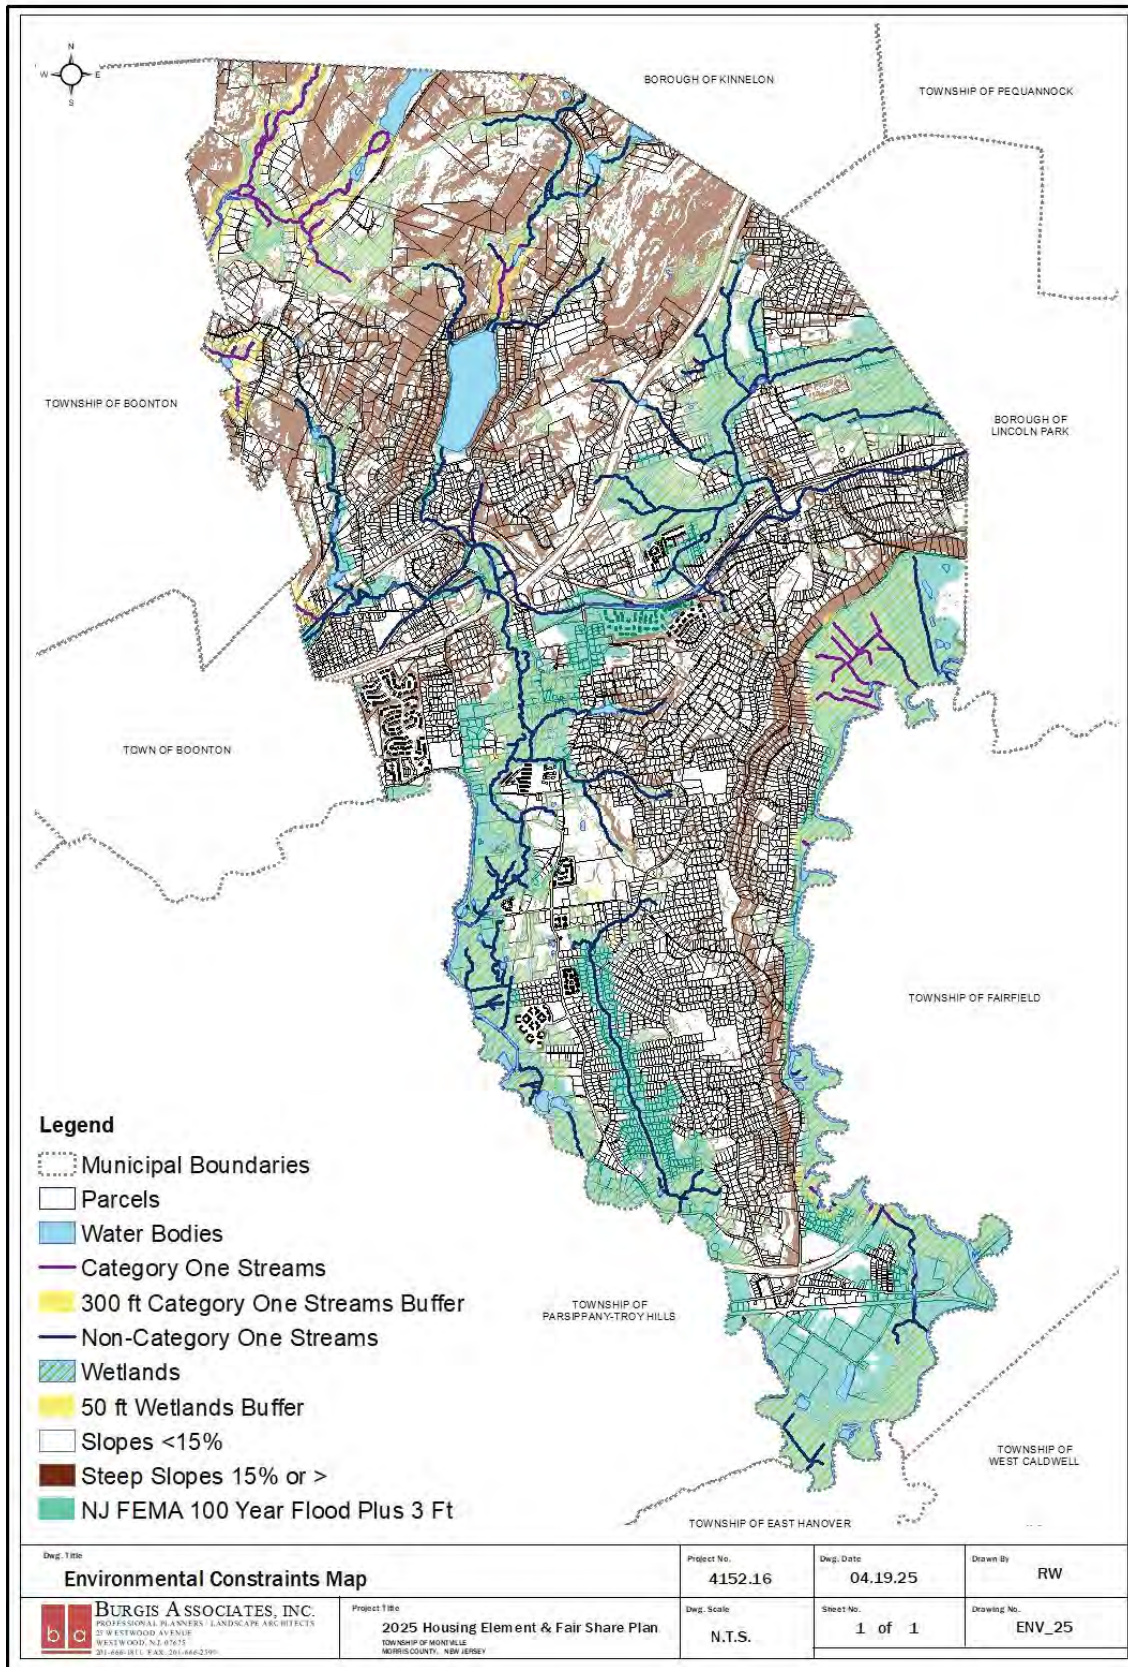 N
W
E
S
BOROUGH OF KINNELON
TOWNSHIP OF PEQUANNOCK
TOWNSHIP OF BOONTON
BOROUGH OF
LINCOLN PARK
TOWN OF BOONTON
TOWNSHIP OF FAIRFIELD
TOWNSHIP OF
PARSIPPANY-TROY HILLS
TOWNSHIP OF
WEST CALDWELL
TOWNSHIP OF EAST HANOVER
Legend
Municipal Boundaries
Parcels
Water Bodies
Category One Streams
300 ft Category One Streams Buffer
Non-Category One Streams
Wetlands
50 ft Wetlands Buffer
Slopes <15%
Steep Slopes 15% or >
NJ FEMA 100 Year Flood Plus 3 Ft
Dwg. Title
Environmental Constraints Map
Project No.
4152.16
Dwg. Date
04.19.25
Drawn By
RW
ba
BURGIS ASSOCIATES, INC.
PROFESSIONAL PLANNERS / LANDSCAPE ARCHITECTS
25 WESTWOOD AVENUE
WESTWOOD, N.J. 07675
Project Title
2025 Housing Element & Fair Share Plan
TOWNSHIP OF MONTVILLE
MORRIS COUNTY, NEW JERSEY
Dwg. Scale
N.T.S.
Sheet No.
1 of 1
Drawing No.
ENV_25